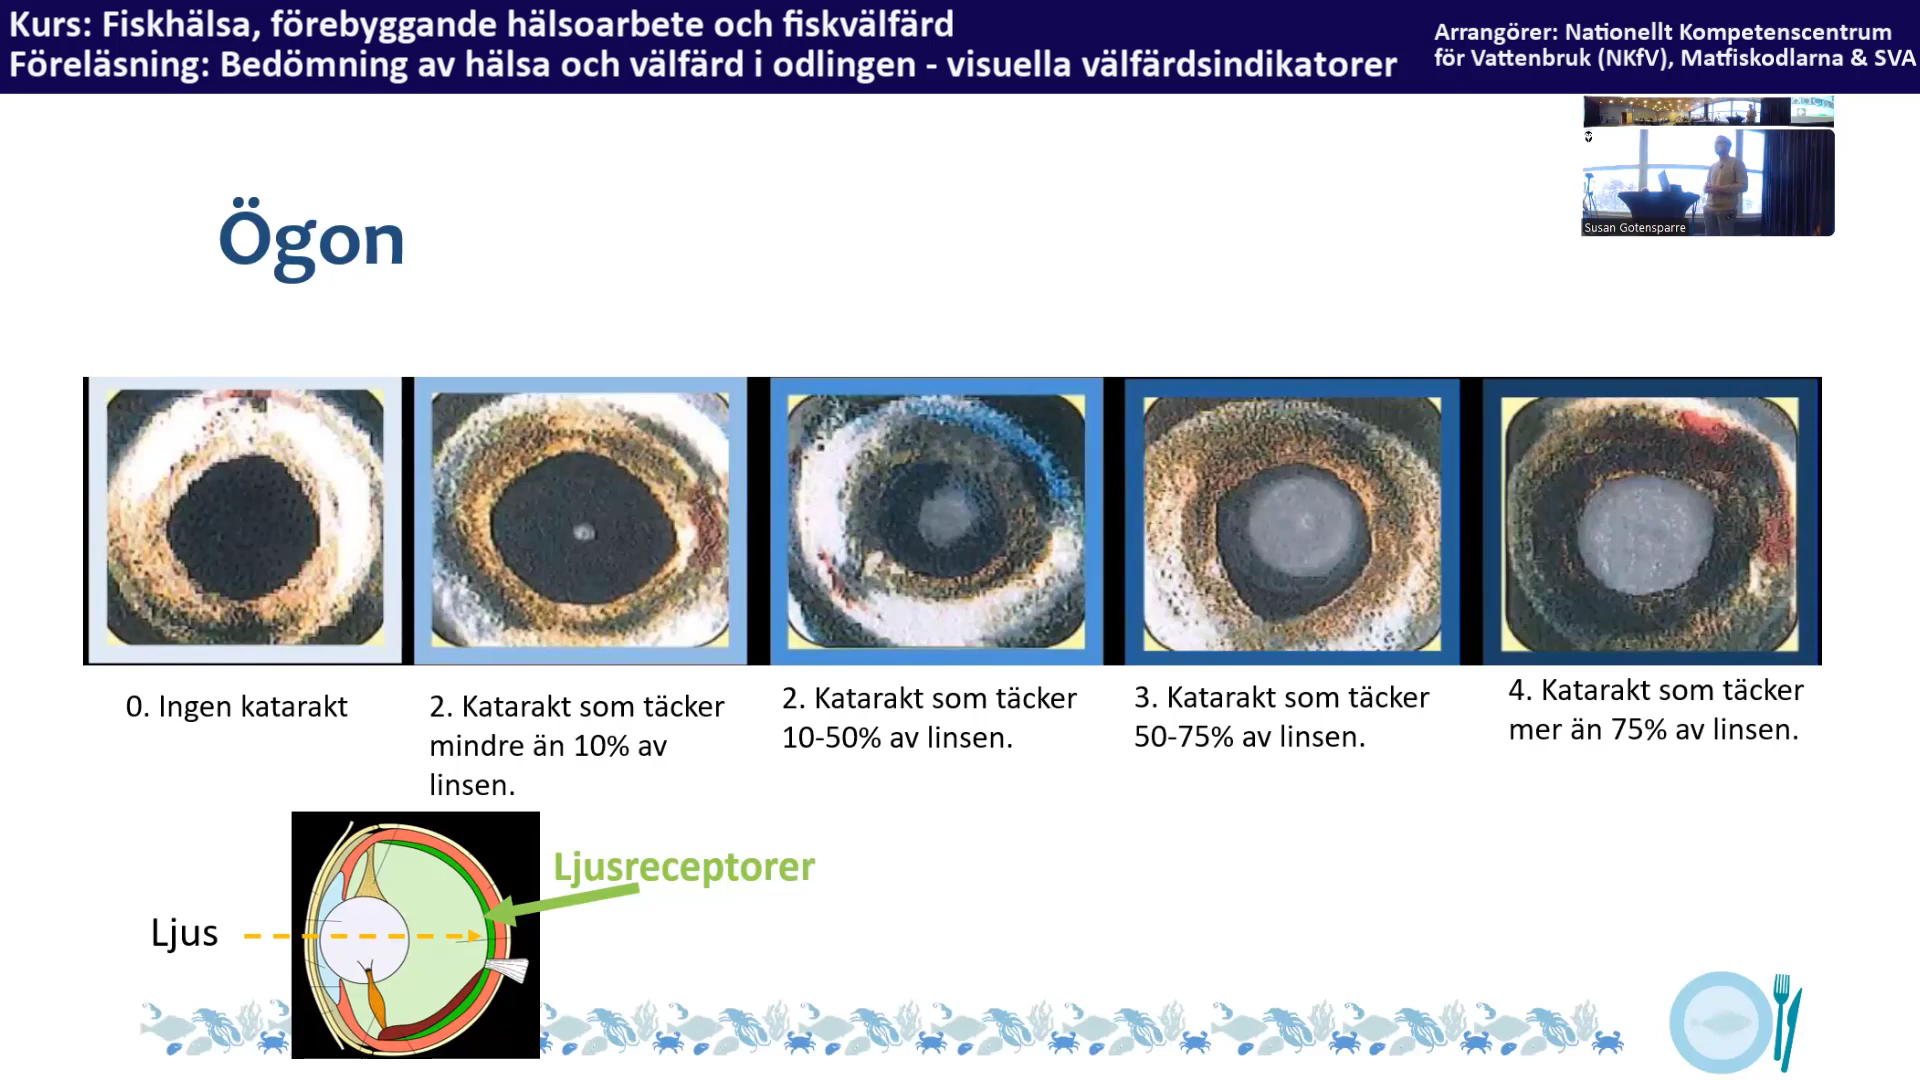 Kurs: Fiskhälsa, förebyggande hälsoarbete och fiskvälfärd
Föreläsning: Bedömning av hälsa och välfärd i odlingen - visuella välfärdsindikatorer
Arrangörer: Nationellt Kompetenscentrum
för Vattenbruk (NKfV), Matfiskodlarna & SVA
Susan Gotensparre
Ögon
0. Ingen katarakt
2. Katarakt som täcker
mindre än 10% av
linsen.
2. Katarakt som täcker
10-50% av linsen.
3. Katarakt som täcker
50-75% av linsen.
4. Katarakt som täcker
mer än 75% av linsen.
Ljusreceptorer
Ljus